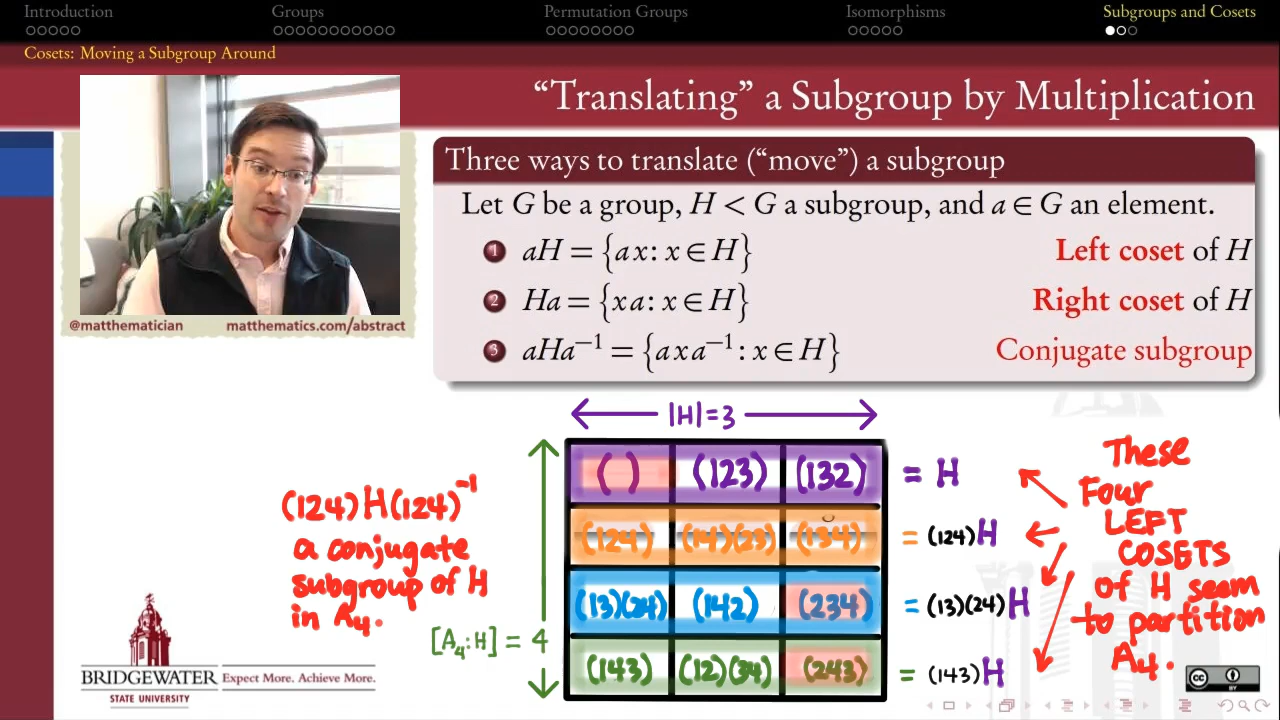 Introduction Groups Permutation Groups Isomorphisms Subgroups and Cosets
Cosets: Moving a Subgroup Around
“Translating” a Subgroup by Multiplication
@matthematician matthematics.com/abstract
Three ways to translate (“move”) a subgroup
Let G be a group, H < G a subgroup, and a ∈ G an element.
1 aH = {ax: x ∈ H} Left coset of H
2 Ha = {xa: x ∈ H} Right coset of H
3 aHa⁻¹ = {axa⁻¹: x ∈ H} Conjugate subgroup
|H|=3
( ) (123) (132) = H
(124) (14)(23) (134) = (124)H
(13)(24) (142) (234) = (13)(24)H
(143) (12)(34) (243) = (143)H
[A₄:H] = 4
(124)H(124)⁻¹
a conjugate
subgroup of H
in A₄.
These
Four
LEFT
COSETS
of H seem
to partition
A₄.
BRIDGEWATER
STATE UNIVERSITY
Expect More. Achieve More.
cc
BY